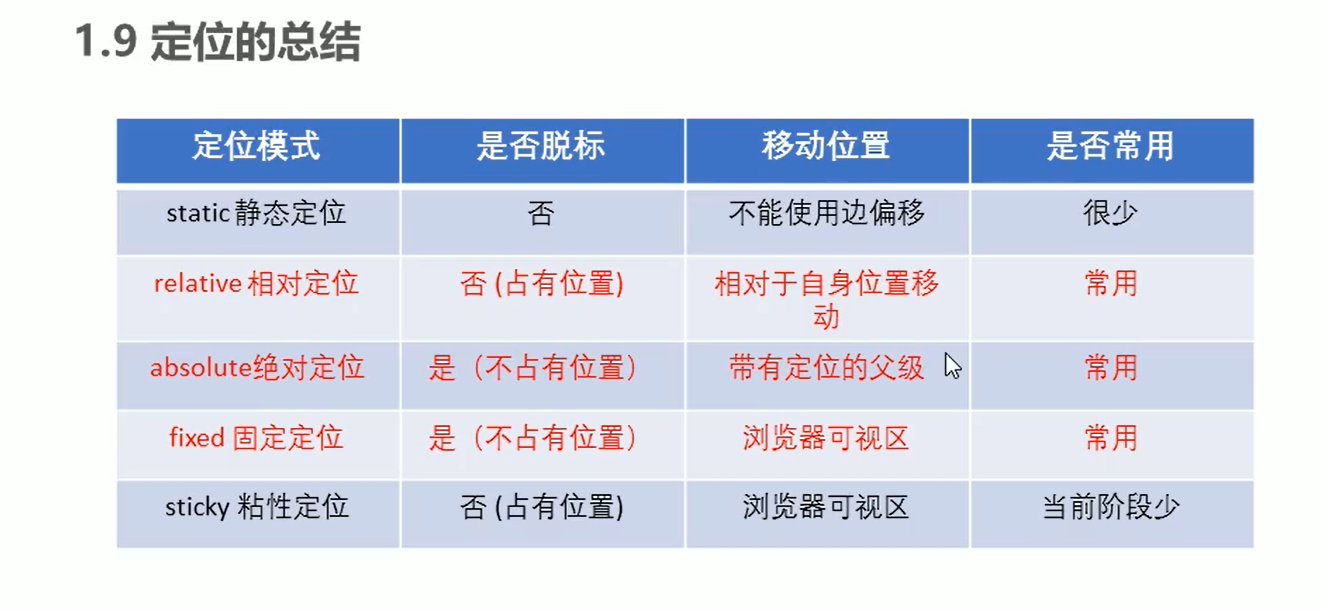 1.9 定位的总结
定位模式 是否脱标 移动位置 是否常用
static 静态定位 否 不能使用边偏移 很少
relative 相对定位 否 (占有位置) 相对于自身位置移 常用
动
absolute绝对定位 是（不占有位置） 带有定位的父级 常用
fixed 固定定位 是（不占有位置） 浏览器可视区 常用
sticky 粘性定位 否 (占有位置) 浏览器可视区 当前阶段少